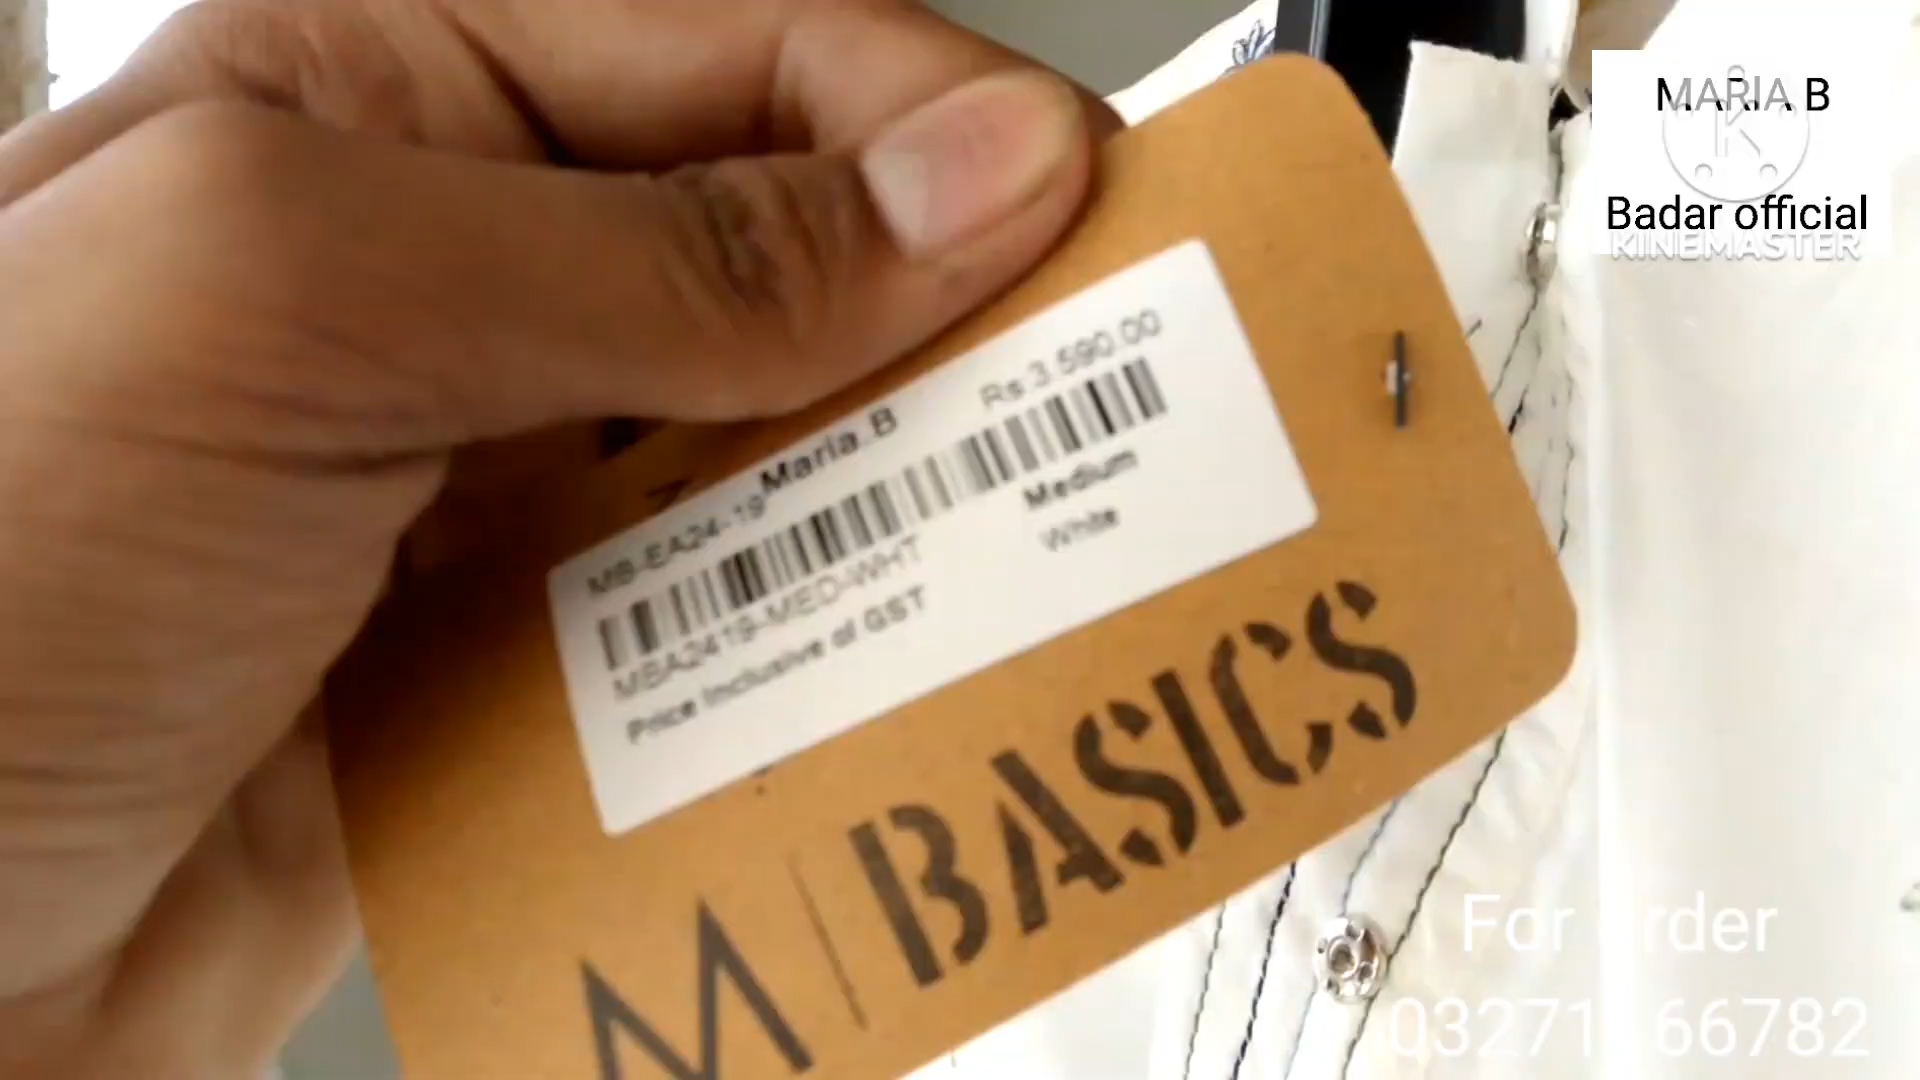 MARIA B
Badar official
KINEMASTER
Maria.B
Rs.3,590.00
MB-EA24-19
MBA2419-MED-WHT
Medium
White
Price Inclusive of GST
M | BASICS
For
66782